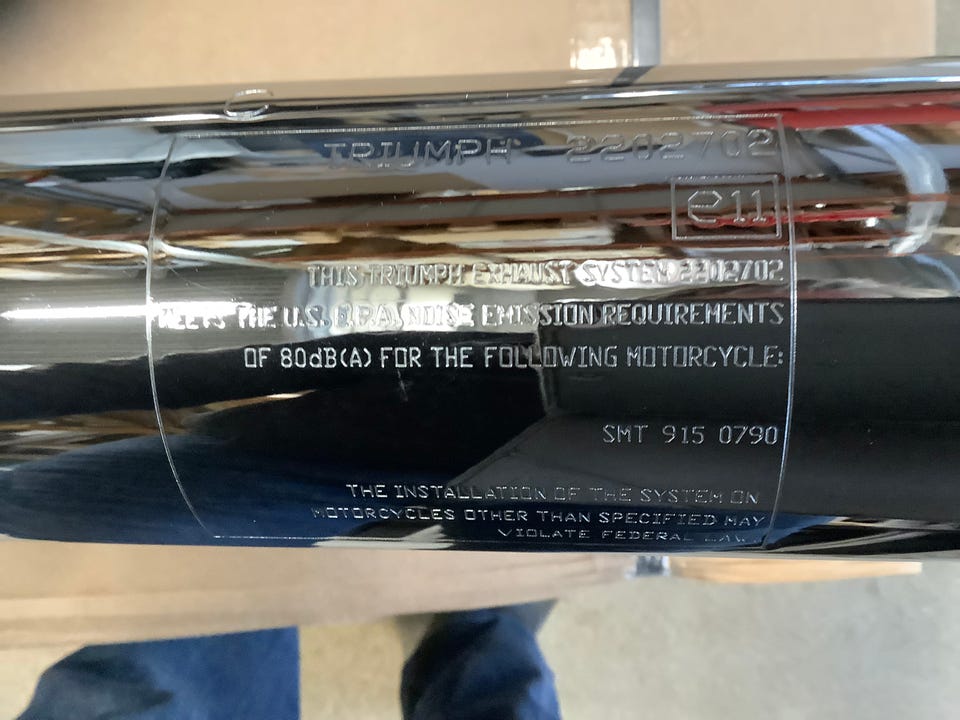 TRIUMPH 2202702
e11
THIS TRIUMPH EXHAUST SYSTEM 2202702
MEETS THE U.S. E.P.A. NOISE EMISSION REQUIREMENTS
OF 80dB(A) FOR THE FOLLOWING MOTORCYCLE:
SMT 915 0790
THE INSTALLATION OF THE SYSTEM ON
MOTORCYCLES OTHER THAN SPECIFIED MAY
VIOLATE FEDERAL LAW.